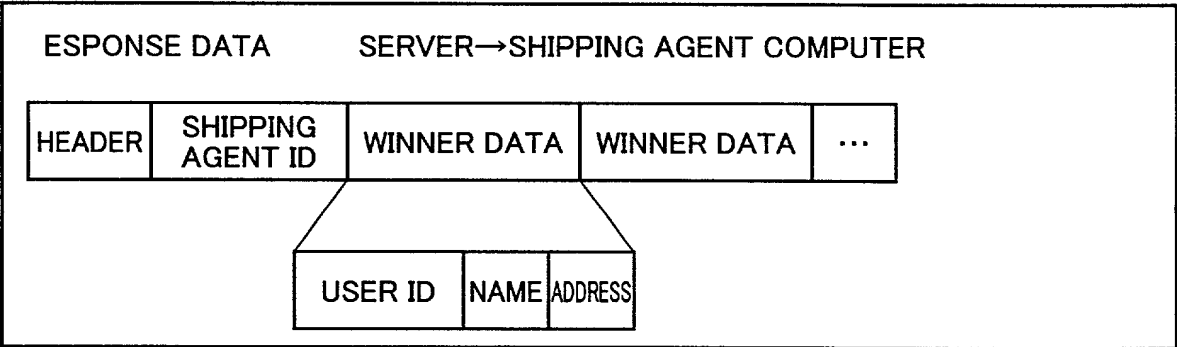 ESPONSE DATA SERVER→SHIPPING AGENT COMPUTER
HEADER
SHIPPING
AGENT ID
WINNER DATA
WINNER DATA
...
USER ID
NAME
ADDRESS